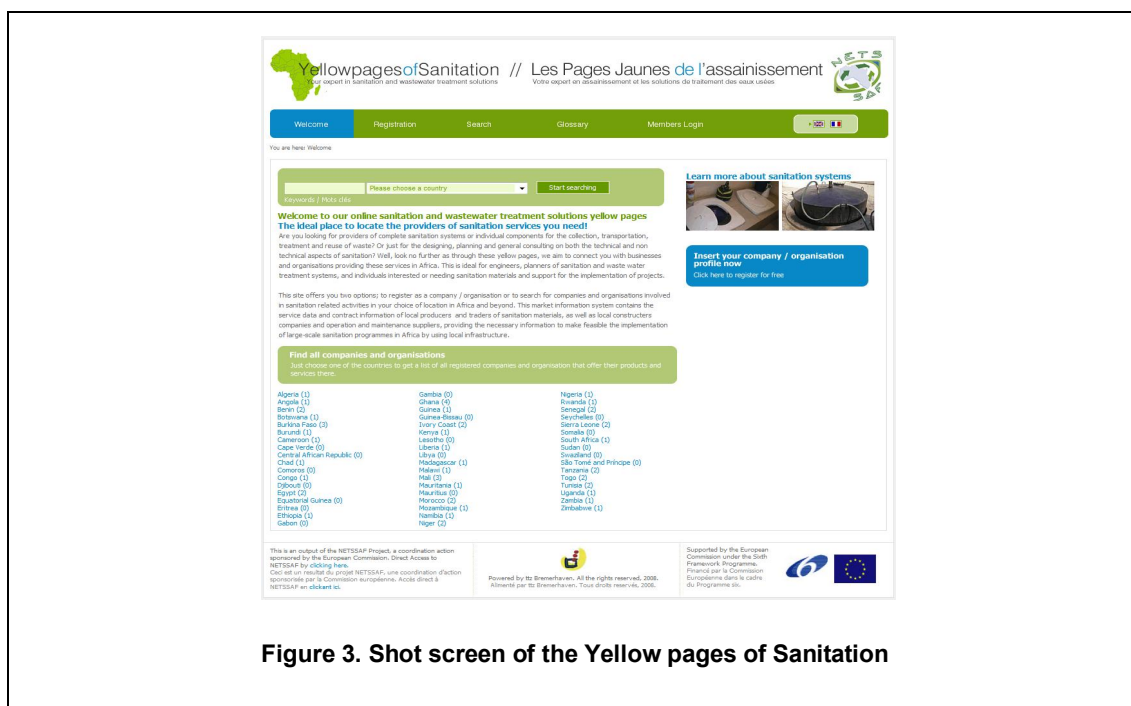 YellowpagesofSanitation // Les Pages Jaunes de l'assainissement
Your expert in sanitation and wastewater treatment solutions
Votre expert en assainissement et les solutions de traitement des eaux usées
NETS
SAF
Welcome
Registration
Search
Glossary
Members Login
You are here: Welcome
Please choose a country
Start searching
Keywords / Mots clés
Welcome to our online sanitation and wastewater treatment solutions yellow pages
The ideal place to locate the providers of sanitation services you need!
Are you looking for providers of complete sanitation systems or individual components for the collection, transportation,
treatment and reuse of waste? Or just for the designing, planning and general consulting on both the technical and non
technical aspects of sanitation? Well, look no further as through these yellow pages, we aim to connect you with businesses
and organisations providing these services in Africa. This is ideal for engineers, planners of sanitation and waste water
treatment systems, and individuals interested or needing sanitation materials and support for the implementation of projects.
This site offers you two options; to register as a company / organisation or to search for companies and organisations involved
in sanitation related activities in your choice of location in Africa and beyond. This market information system contains the
service data and contract information of local producers and traders of sanitation materials, as well as local constructers
companies and operation and maintenance suppliers, providing the necessary information to make feasible the implementation
of large-scale sanitation programmes in Africa by using local infrastructure.
Learn more about sanitation systems
Insert your company / organisation
profile now
Click here to register for free
Find all companies and organisations
Just choose one of the countries to get a list of all registered companies and organisation that offer their products and
services there.
Algeria (1)
Angola (1)
Benin (2)
Botswana (1)
Burkina Faso (3)
Burundi (1)
Cameroon (1)
Cape Verde (0)
Central African Republic (0)
Chad (1)
Comoros (0)
Congo (1)
Djibouti (0)
Egypt (2)
Equatorial Guinea (0)
Eritrea (0)
Ethiopia (1)
Gabon (0)
Gambia (0)
Ghana (4)
Guinea (1)
Guinea-Bissau (0)
Ivory Coast (2)
Kenya (1)
Lesotho (0)
Liberia (1)
Libya (0)
Madagascar (1)
Malawi (1)
Mali (3)
Mauritania (1)
Mauritius (0)
Morocco (2)
Mozambique (1)
Namibia (1)
Niger (2)
Nigeria (1)
Rwanda (1)
Senegal (2)
Seychelles (0)
Sierra Leone (2)
Somalia (0)
South Africa (1)
Sudan (0)
Swaziland (0)
São Tomé and Príncipe (0)
Tanzania (2)
Togo (2)
Tunisia (2)
Uganda (1)
Zambia (1)
Zimbabwe (1)
This is an output of the NETSSAF Project, a coordination action
sponsored by the European Commission. Direct Access to
NETSSAF by clicking here.
Ceci est un resultat du projet NETSSAF, une coordination d'action
sponsorisée par la Commission européenne. Accès direct à
NETSSAF en clickant ici.
Powered by ttz Bremerhaven. All the rights reserved, 2008.
Alimenté par ttz Bremerhaven. Tous droits reservés, 2008.
Supported by the European
Commission under the Sixth
Framework Programme.
Financé par la Commission
Européenne dans le cadre
du Programme six.
6
Figure 3. Shot screen of the Yellow pages of Sanitation